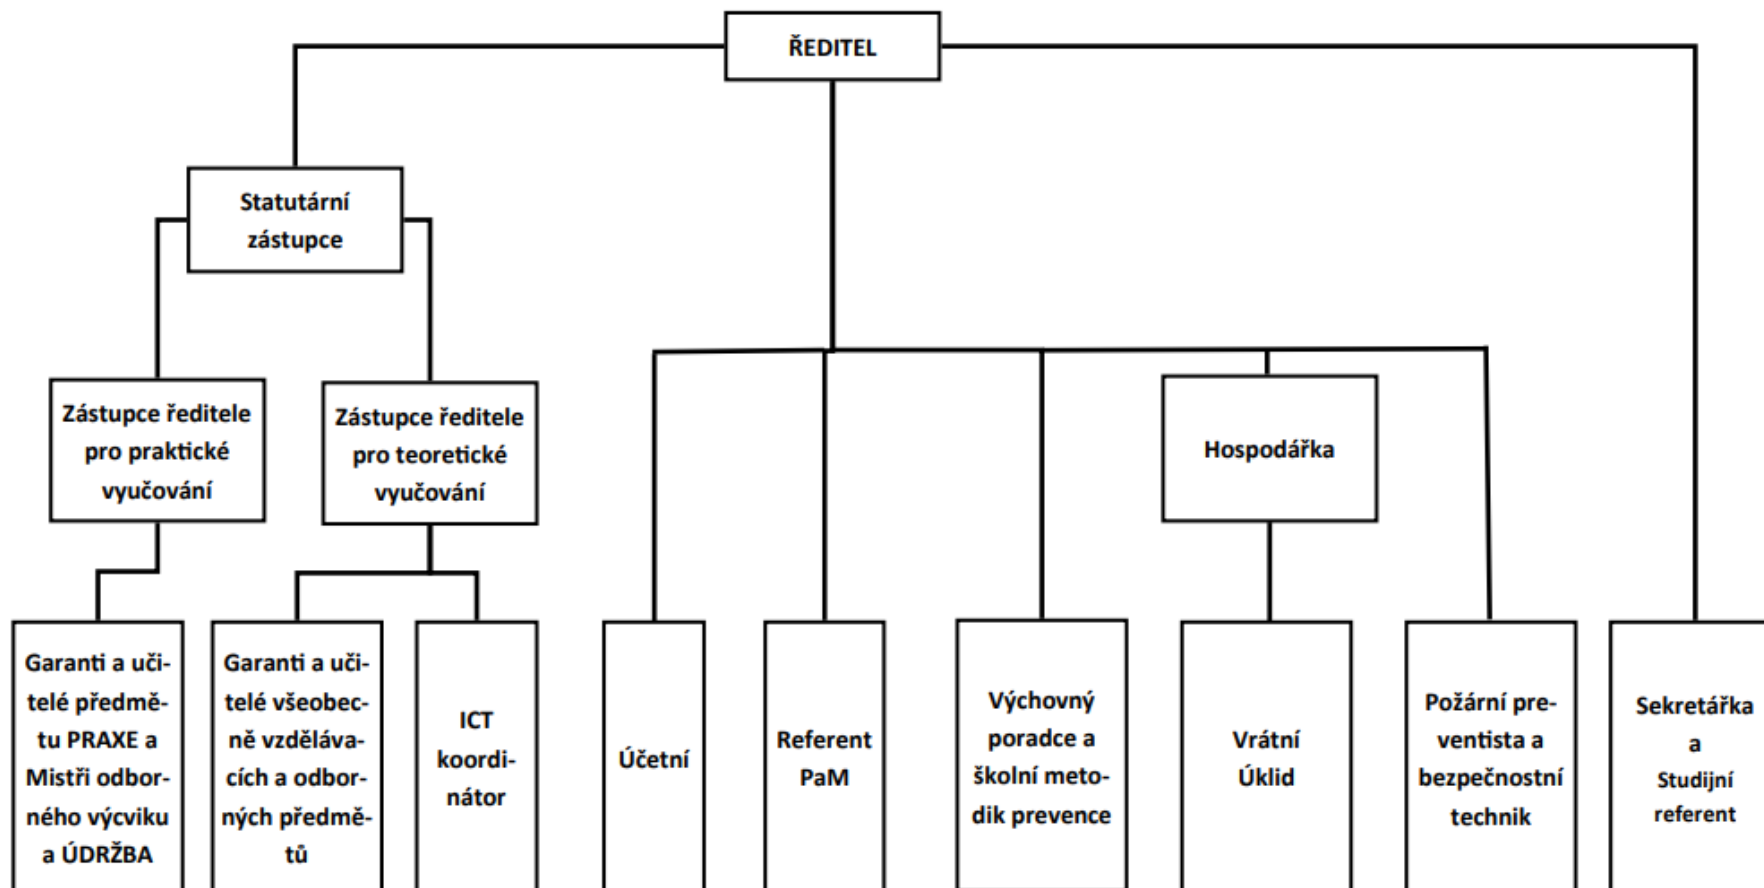 ŘEDITEL
Statutární
zástupce
Zástupce ředitele
pro praktické
vyučování
Zástupce ředitele
pro teoretické
vyučování
Hospodářka
Garanti a uči-
telé předmě-
tu PRAXE a
Mistři odbor-
ného výcviku
a ÚDRŽBA
Garanti a uči-
telé všeobec-
ně vzděláva-
cích a odbor-
ných předmě-
tů
ICT
koordi-
nátor
Účetní
Referent
PaM
Výchovný
poradce a
školní meto-
dik prevence
Vrátní
Úklid
Požární pre-
ventista a
bezpečnostní
technik
Sekretářka
a
Studijní
referent